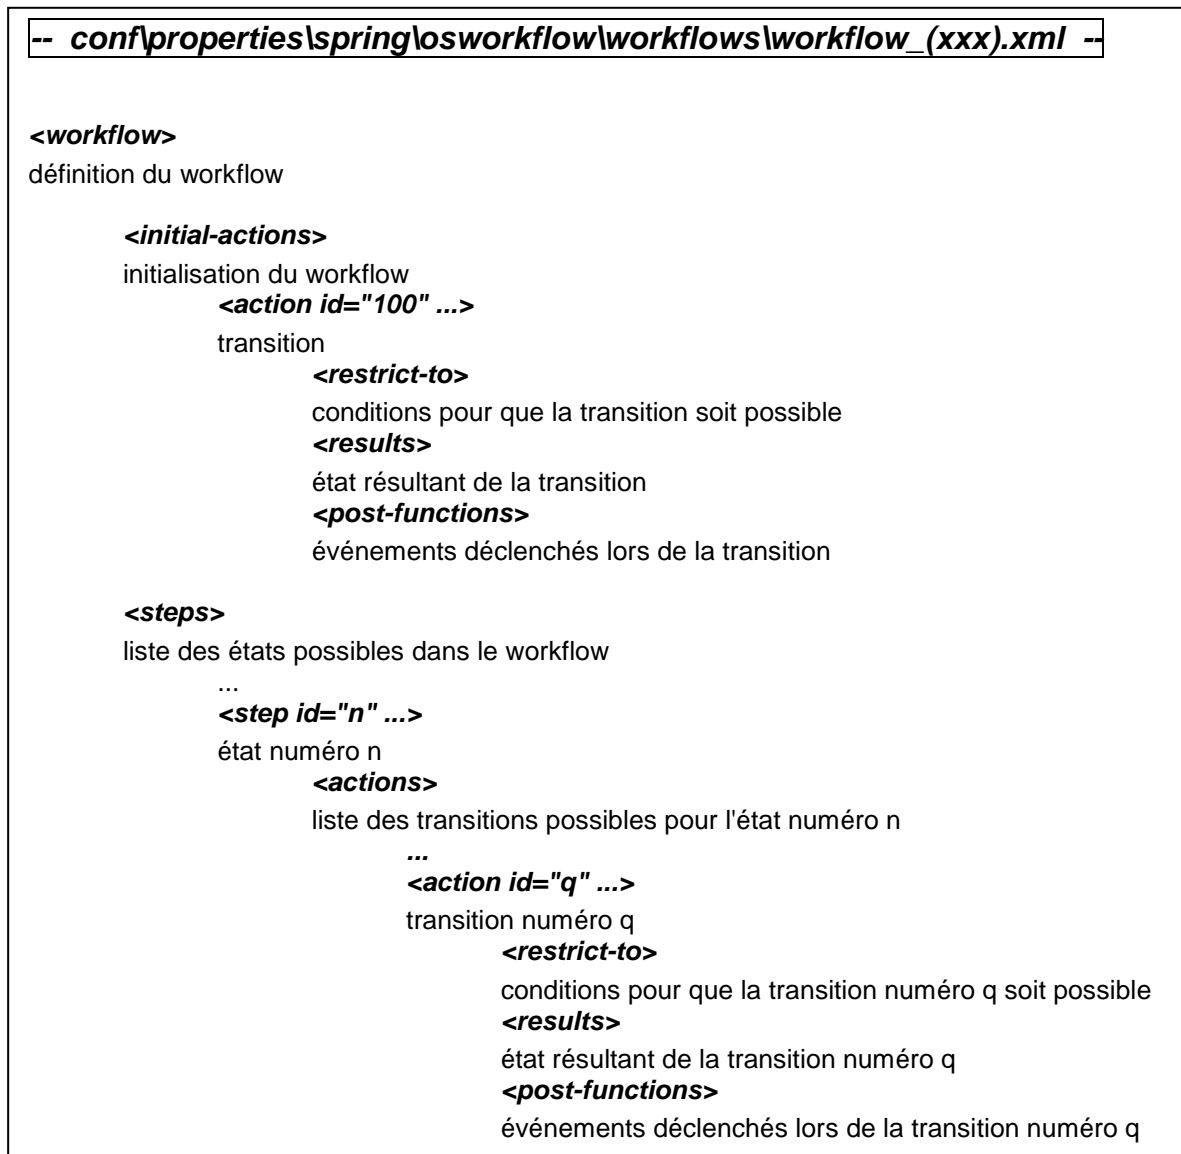 -- conf\properties\spring\osworkflow\workflows\workflow_(xxx).xml --
<workflow>
définition du workflow
<initial-actions>
initialisation du workflow
<action id="100" ...>
transition
<restrict-to>
conditions pour que la transition soit possible
<results>
état résultant de la transition
<post-functions>
événements déclenchés lors de la transition
<steps>
liste des états possibles dans le workflow
...
<step id="n" ...>
état numéro n
<actions>
liste des transitions possibles pour l'état numéro n
...
<action id="q" ...>
transition numéro q
<restrict-to>
conditions pour que la transition numéro q soit possible
<results>
état résultant de la transition numéro q
<post-functions>
événements déclenchés lors de la transition numéro q